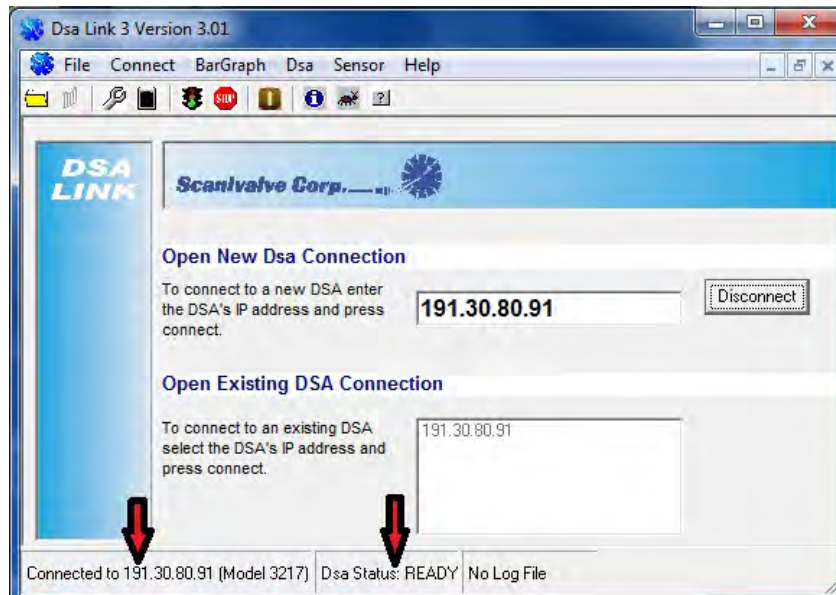 Dsa Link 3 Version 3.01
File Connect BarGraph Dsa Sensor Help
STOP
DSA
LINK
Scanivalve Corp.
Open New Dsa Connection
To connect to a new DSA enter
the DSA's IP address and press
connect.
191.30.80.91
Disconnect
Open Existing DSA Connection
To connect to an existing DSA
select the DSA's IP address and
press connect.
191.30.80.91
Connected to 191.30.80.91 (Model 3217) Dsa Status: READY No Log File